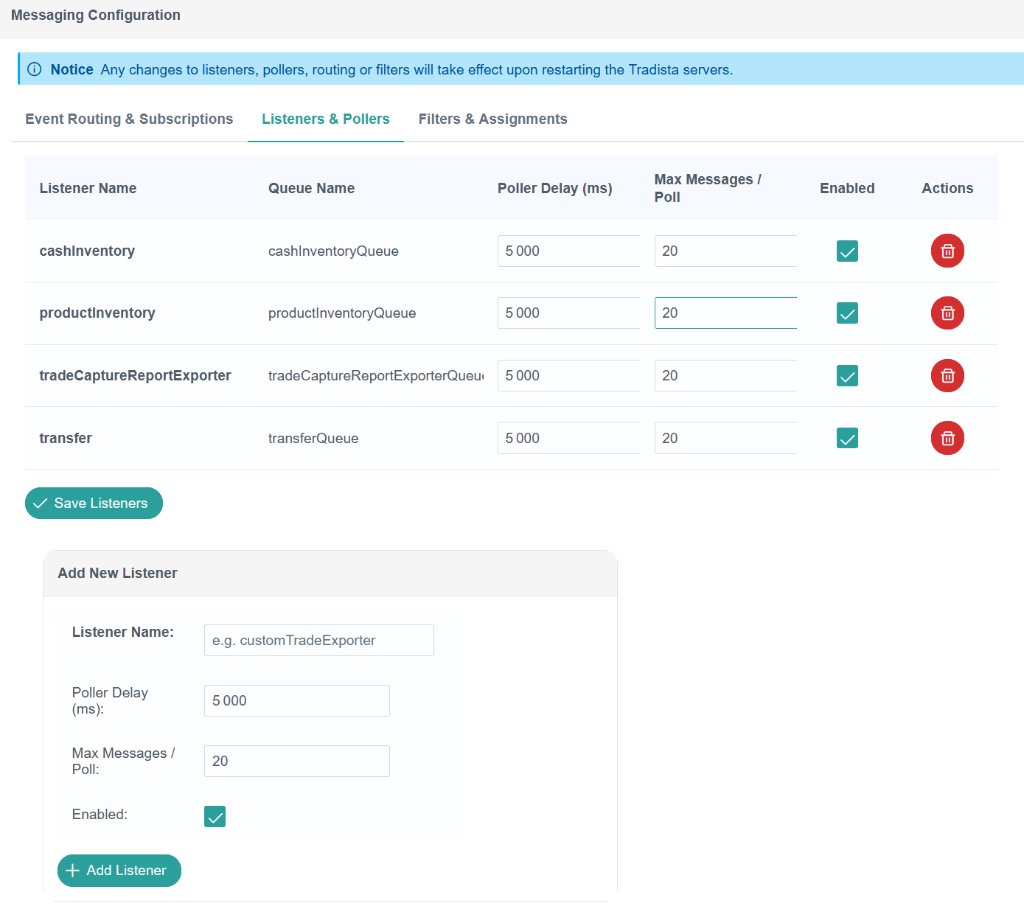 Messaging Configuration
Notice Any changes to listeners, pollers, routing or filters will take effect upon restarting the Tradista servers.
Event Routing & Subscriptions Listeners & Pollers Filters & Assignments
Listener Name Queue Name Poller Delay (ms) Max Messages / Poll Enabled Actions
cashInventory cashInventoryQueue 5 000 20
productInventory productInventoryQueue 5 000 20
tradeCaptureReportExporter tradeCaptureReportExporterQueu 5 000 20
transfer transferQueue 5 000 20
Save Listeners
Add New Listener
Listener Name: e.g. customTradeExporter
Poller Delay
(ms): 5 000
Max Messages /
Poll: 20
Enabled:
Add Listener